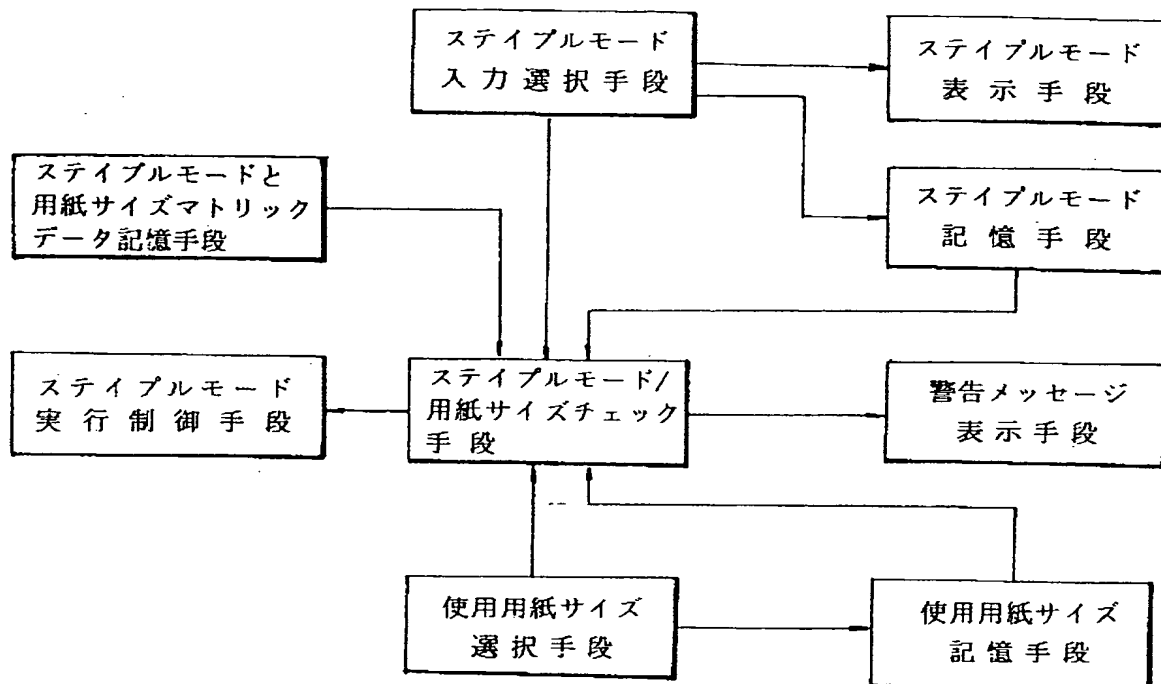 ステイプルモード
入力選択手段
ステイプルモード
表示手段
ステイプルモードと
用紙サイズマトリック
データ記憶手段
ステイプルモード
記憶手段
ステイプルモード
実行制御手段
ステイプルモード/
用紙サイズチェック
手段
警告メッセージ
表示手段
使用用紙サイズ
選択手段
使用用紙サイズ
記憶手段